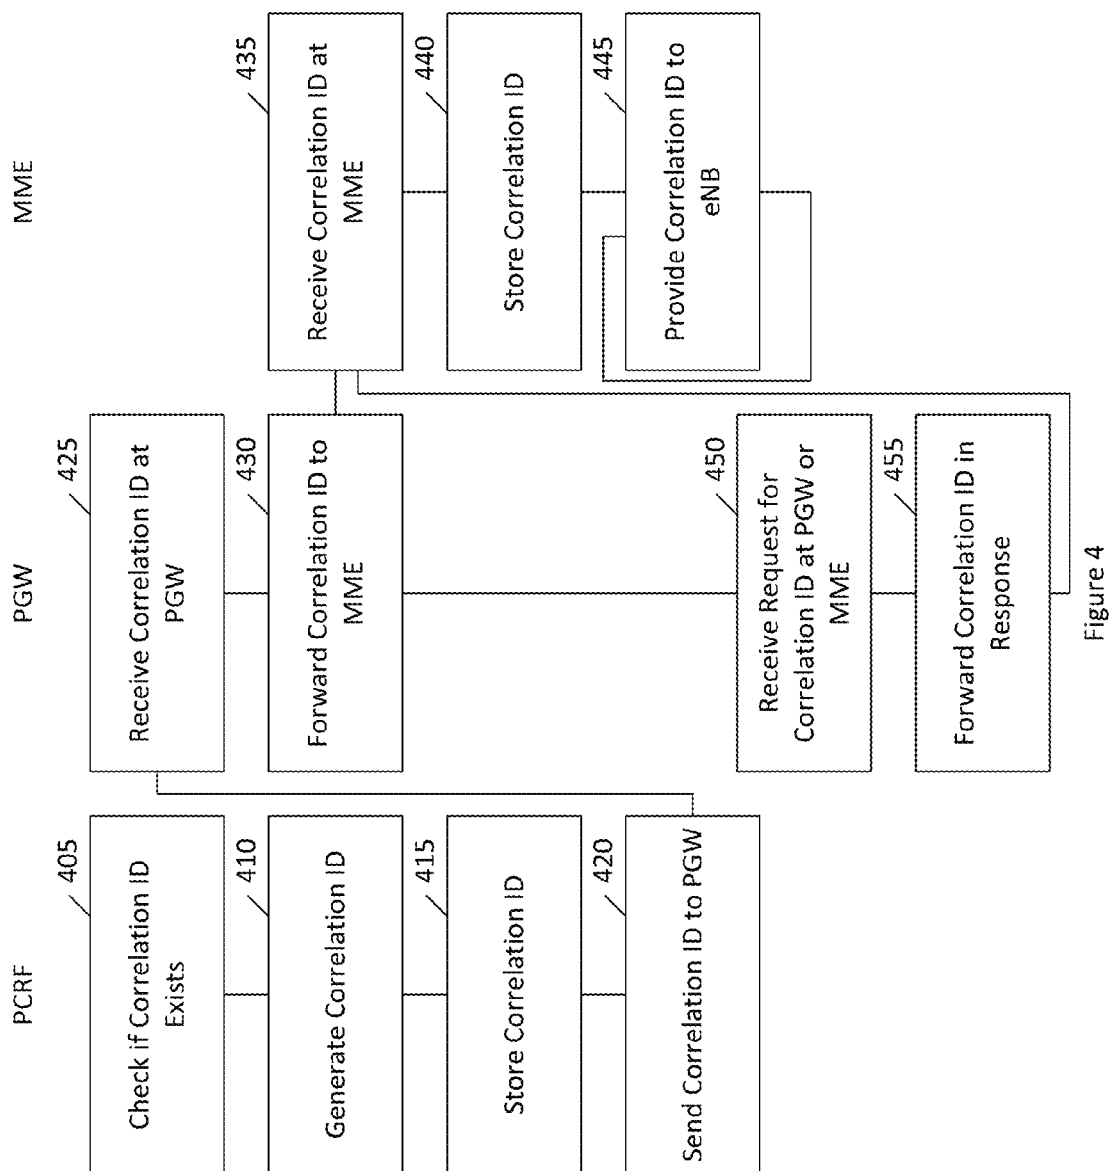 PCRF
PGW
MME
405
Check if Correlation ID
Exists
410
Generate Correlation ID
415
Store Correlation ID
420
Send Correlation ID to PGW
425
Receive Correlation ID at
PGW
430
Forward Correlation ID to
MME
450
Receive Request for
Correlation ID at PGW or
MME
455
Forward Correlation ID in
Response
435
Receive Correlation ID at
MME
440
Store Correlation ID
445
Provide Correlation ID to
eNB
Figure 4